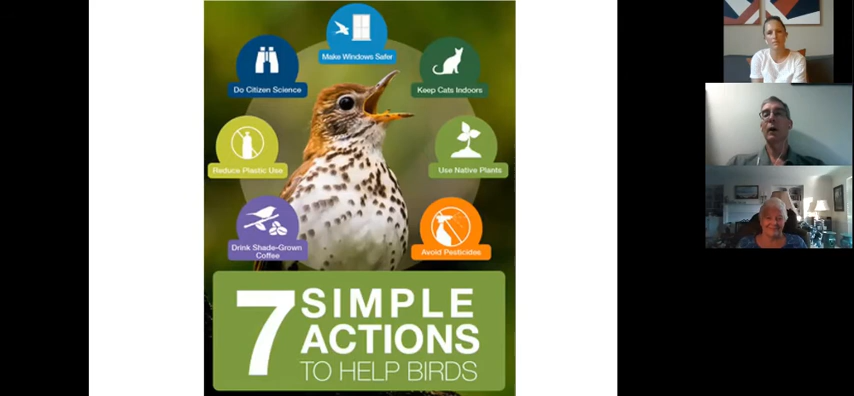 Make Windows Safer
Do Citizen Science
Keep Cats Indoors
Reduce Plastic Use
Use Native Plants
Drink Shade-Grown
Coffee
Avoid Pesticides
7 SIMPLE
ACTIONS
TO HELP BIRDS